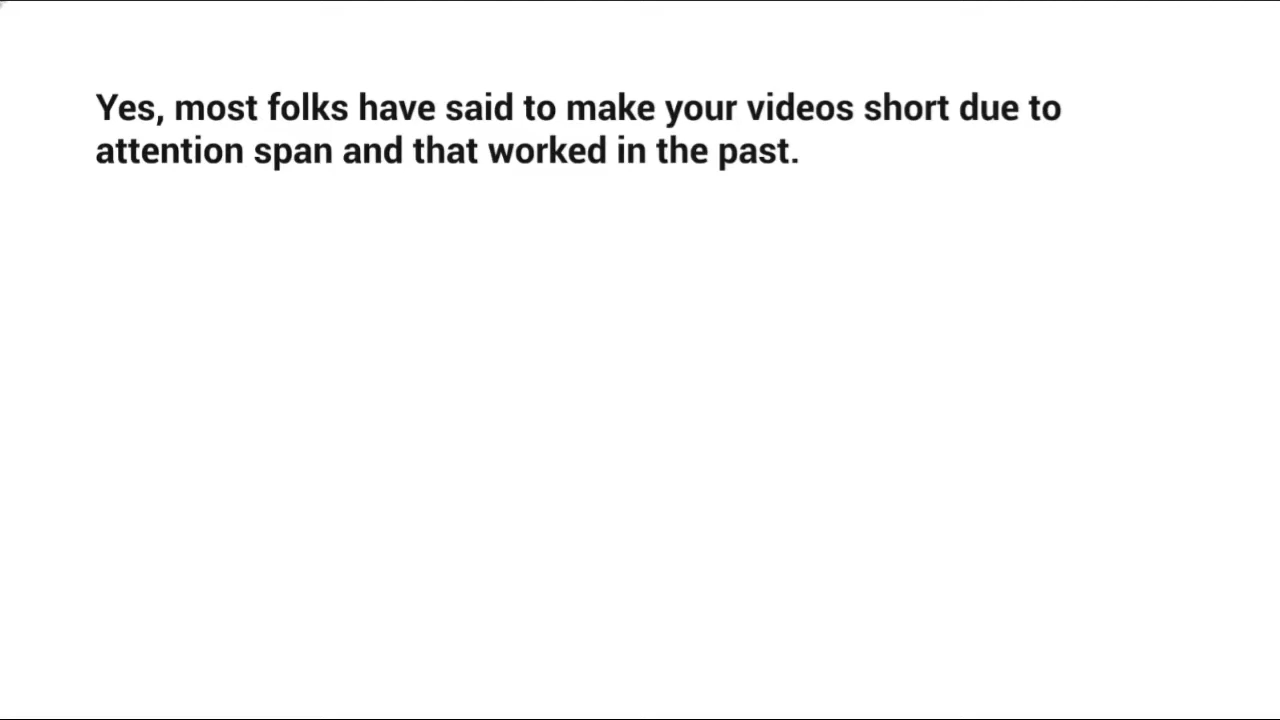 Yes, most folks have said to make your videos short due to
attention span and that worked in the past.